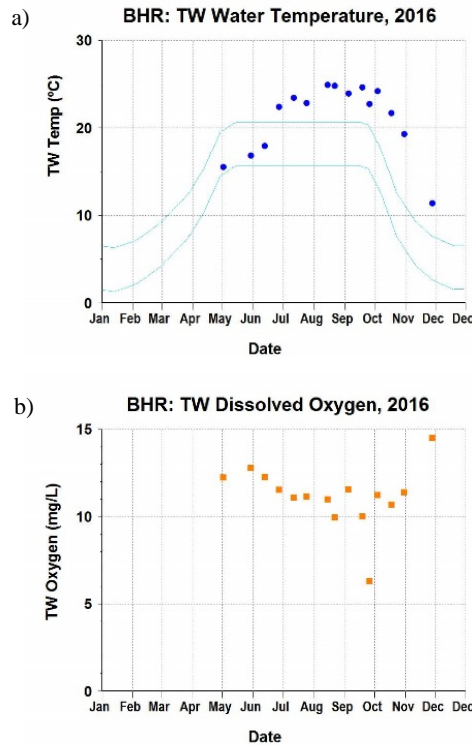 a)
BHR: TW Water Temperature, 2016
TW Temp (ºC)
30
20
10
0
Jan Feb Mar Apr May Jun Jul Aug Sep Oct Nov Dec Dec
Date
b)
BHR: TW Dissolved Oxygen, 2016
TW Oxygen (mg/L)
15
10
5
0
Jan Feb Mar Apr May Jun Jul Aug Sep Oct Nov Dec Dec
Date